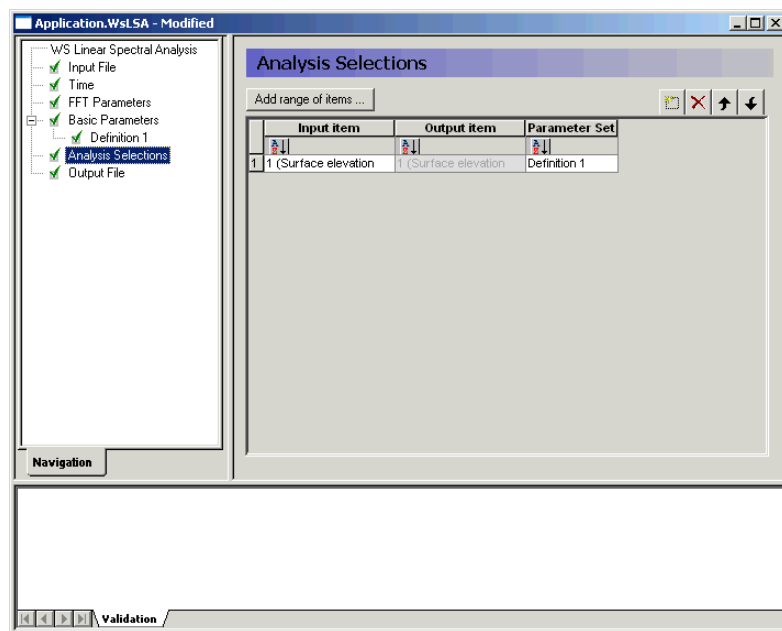 Application.WsLSA - Modified
WS Linear Spectral Analysis
Input File
Time
FFT Parameters
Basic Parameters
Definition 1
Analysis Selections
Output File
Navigation
Analysis Selections
Add range of items ...
Input item Output item Parameter Set
1 1 (Surface elevation 1 (Surface elevation Definition 1
Validation